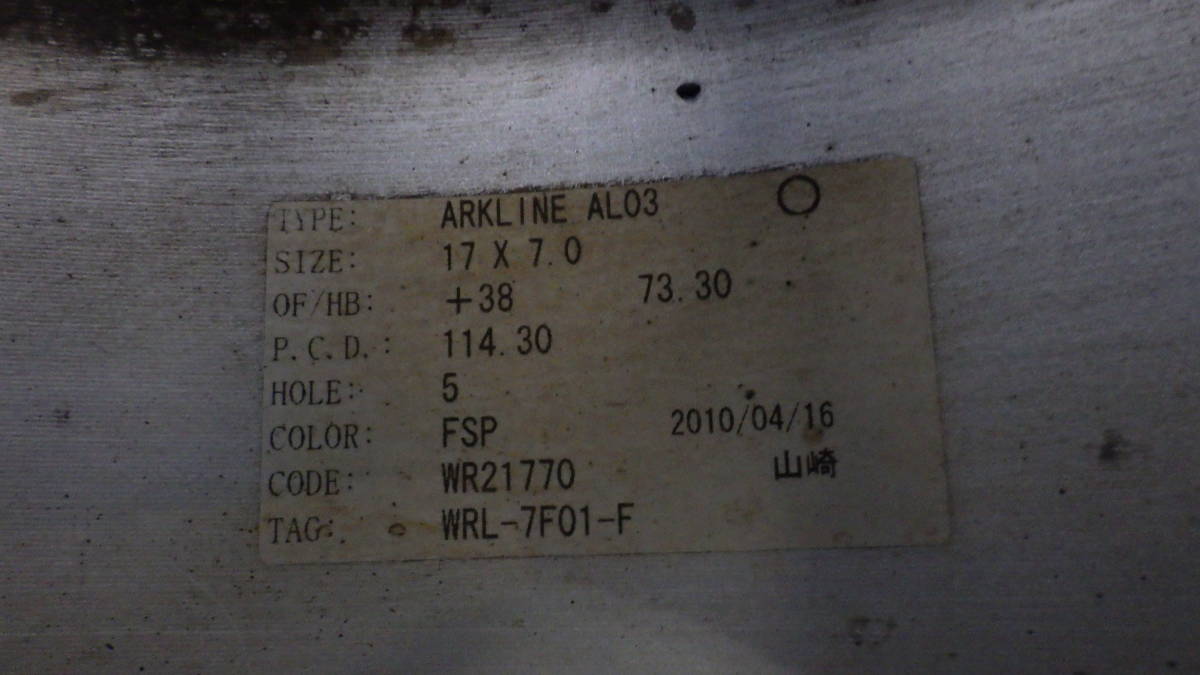 TYPE: ARKLINE AL03 ○
SIZE: 17 X 7.0
OF/HB: +38 73.30
P.C.D.: 114.30
HOLE: 5
COLOR: FSP 2010/04/16
CODE: WR21770 山崎
TAG: WRL-7F01-F